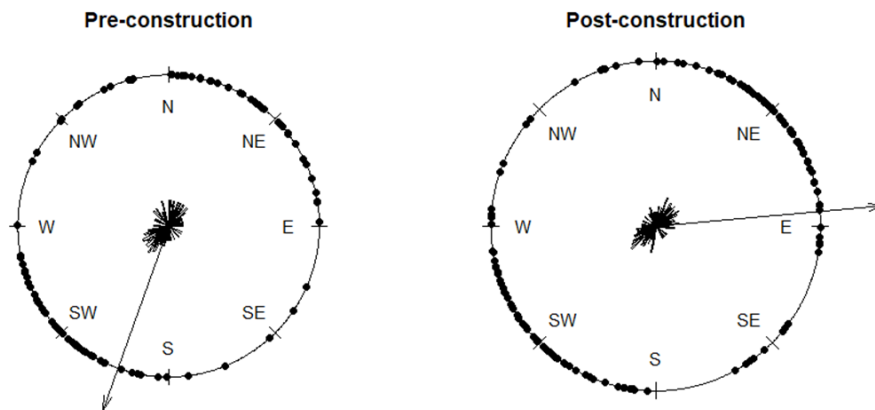 Pre-construction
N
NW
NE
W
E
SW
SE
S
Post-construction
N
NW
NE
W
E
SW
SE
S